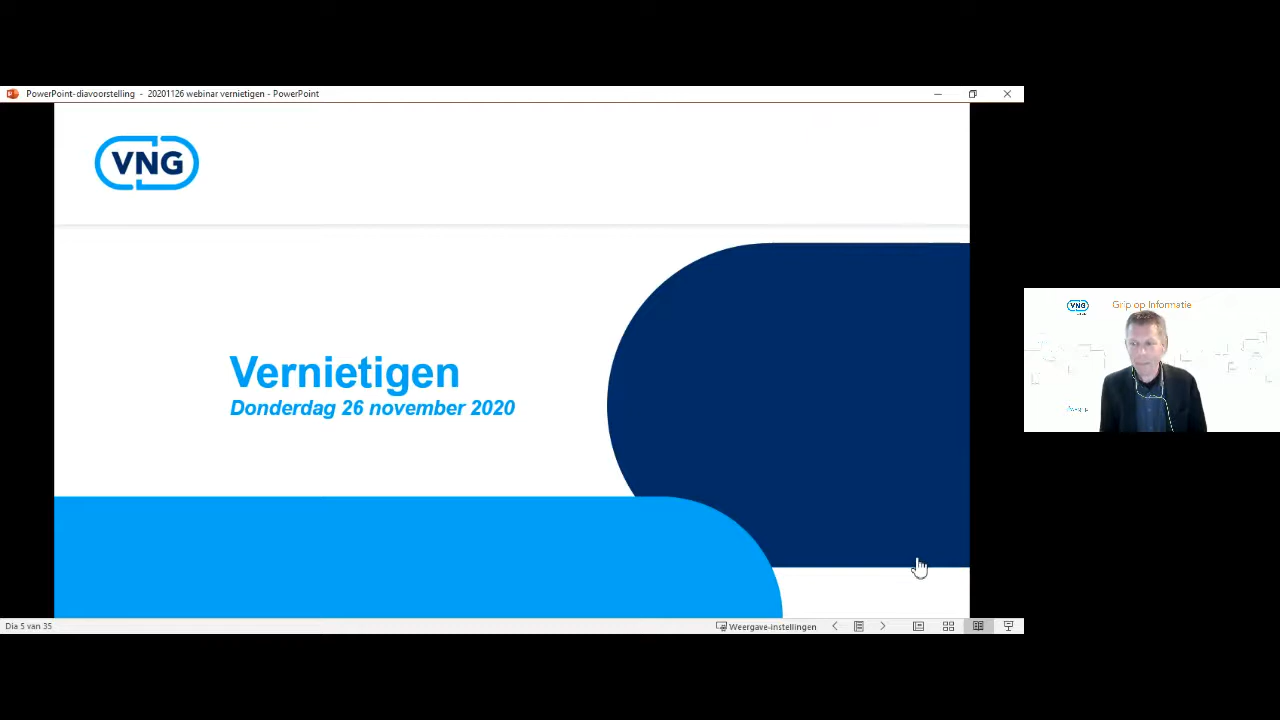 PowerPoint-diavoorstelling - 20201126 webinar vernietigen - PowerPoint
VNG
Vernietigen
Donderdag 26 november 2020
VNG
Grip op Informatie
Dia 5 van 35
Weergave-instellingen